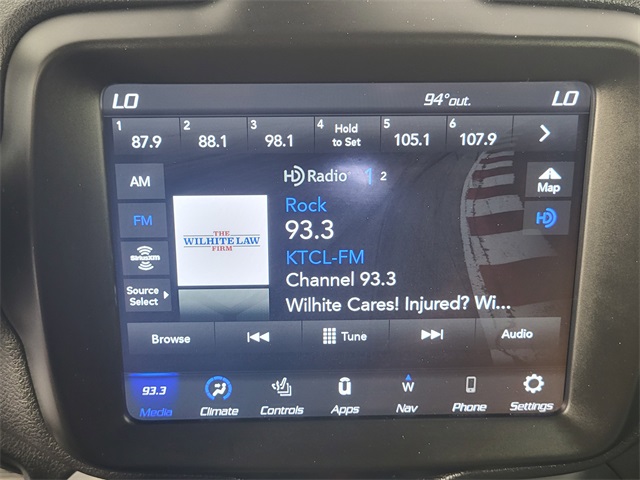 LO 94° out. LO
1 2 3 4 5 6
87.9 88.1 98.1 Hold to Set 105.1 107.9
AM
HD Radio 1 2
Map
FM
Rock
HD
93.3
THE
WILHITE LAW
FIRM
KTCL-FM
SiriusXM
Channel 93.3
Source
Select
Wilhite Cares! Injured? Wi...
Browse Tune Audio
93.3 W
Media Climate Controls Apps Nav Phone Settings